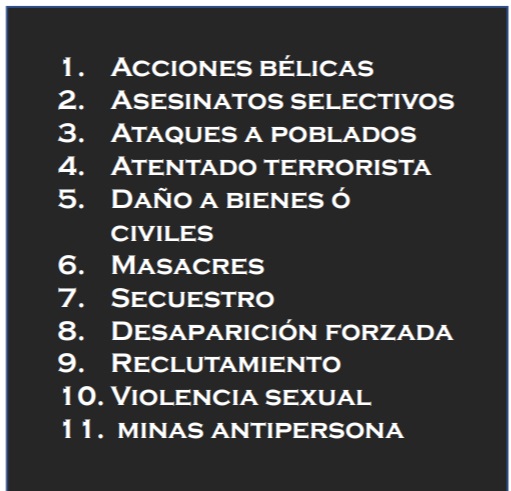 1. ACCIONES BÉLICAS
2. ASESINATOS SELECTIVOS
3. ATAQUES A POBLADOS
4. ATENTADO TERRORISTA
5. DAÑO A BIENES Ó
CIVILES
6. MASACRES
7. SECUESTRO
8. DESAPARICIÓN FORZADA
9. RECLUTAMIENTO
10. VIOLENCIA SEXUAL
11. MINAS ANTIPERSONA